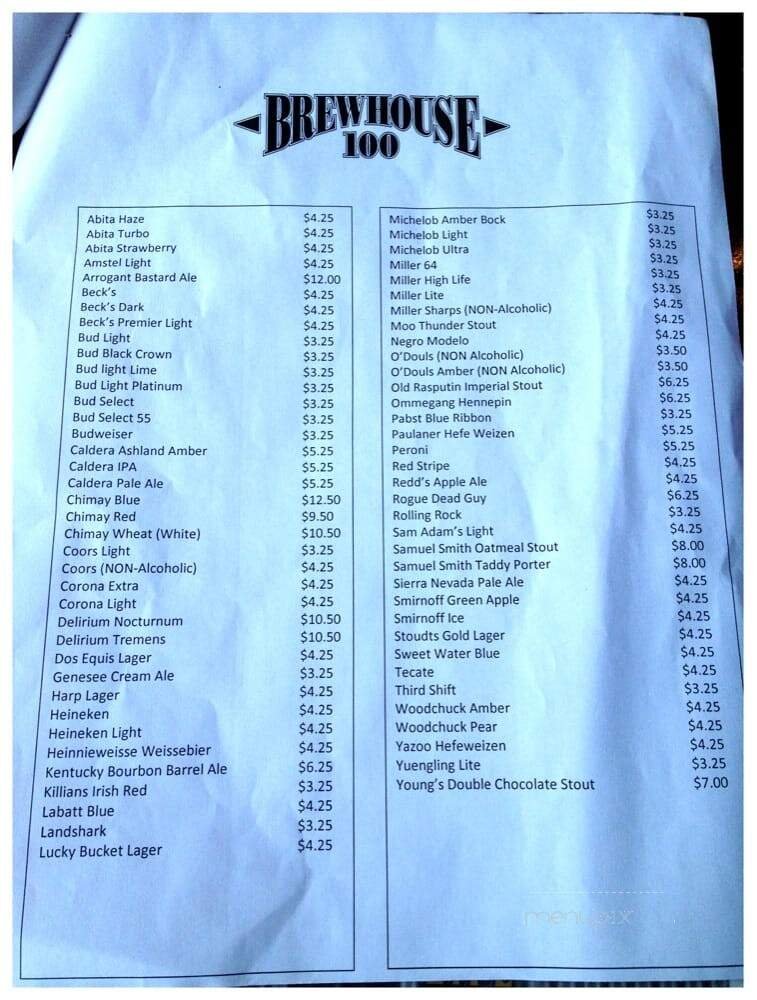 BREWHOUSE
100
Abita Haze $4.25
Abita Turbo $4.25
Abita Strawberry $4.25
Amstel Light $4.25
Arrogant Bastard Ale $12.00
Beck's $4.25
Beck's Dark $4.25
Beck's Premier Light $4.25
Bud Light $3.25
Bud Black Crown $3.25
Bud light Lime $3.25
Bud Light Platinum $3.25
Bud Select $3.25
Bud Select 55 $3.25
Budweiser $3.25
Caldera Ashland Amber $5.25
Caldera IPA $5.25
Caldera Pale Ale $5.25
Chimay Blue $12.50
Chimay Red $9.50
Chimay Wheat (White) $10.50
Coors Light $3.25
Coors (NON-Alcoholic) $4.25
Corona Extra $4.25
Corona Light $4.25
Delirium Nocturnum $10.50
Delirium Tremens $10.50
Dos Equis Lager $4.25
Genesee Cream Ale $3.25
Harp Lager $4.25
Heineken $4.25
Heineken Light $4.25
Heinnieweisse Weissebier $4.25
Kentucky Bourbon Barrel Ale $6.25
Killians Irish Red $3.25
Labatt Blue $4.25
Landshark $3.25
Lucky Bucket Lager $4.25
Michelob Amber Bock $3.25
Michelob Light $3.25
Michelob Ultra $3.25
Miller 64 $3.25
Miller High Life $3.25
Miller Lite $3.25
Miller Sharps (NON-Alcoholic) $4.25
Moo Thunder Stout $4.25
Negro Modelo $4.25
O'Douls (NON Alcoholic) $3.50
O'Douls Amber (NON Alcoholic) $3.50
Old Rasputin Imperial Stout $6.25
Ommegang Hennepin $6.25
Pabst Blue Ribbon $3.25
Paulaner Hefe Weizen $5.25
Peroni $5.25
Red Stripe $4.25
Redd's Apple Ale $4.25
Rogue Dead Guy $6.25
Rolling Rock $3.25
Sam Adam's Light $4.25
Samuel Smith Oatmeal Stout $8.00
Samuel Smith Taddy Porter $8.00
Sierra Nevada Pale Ale $4.25
Smirnoff Green Apple $4.25
Smirnoff Ice $4.25
Stoudts Gold Lager $4.25
Sweet Water Blue $4.25
Tecate $4.25
Third Shift $3.25
Woodchuck Amber $4.25
Woodchuck Pear $4.25
Yazoo Hefeweizen $4.25
Yuengling Lite $3.25
Young's Double Chocolate Stout $7.00